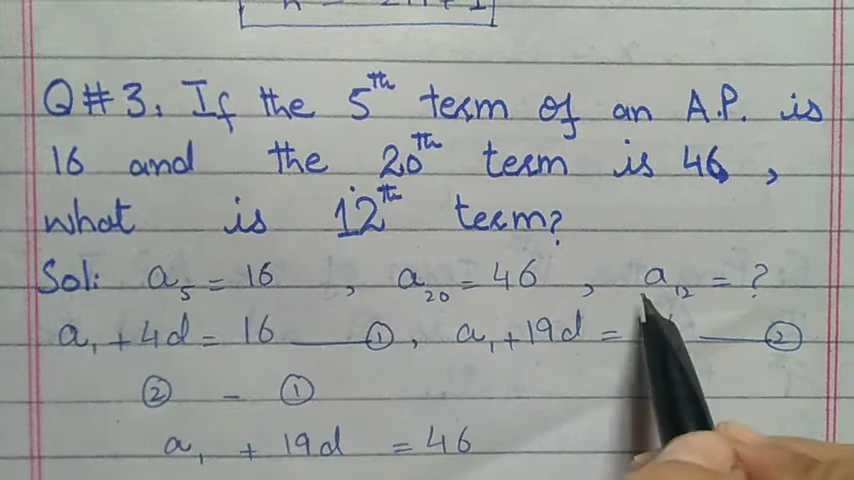 Q#3. If the 5th term of an A.P. is
16 and the 20th term is 46,
what is 12th term?
Sol: a₅ = 16 , a₂₀ = 46 , a₁₂ = ?
a₁ + 4d = 16 ——① , a₁ + 19d = ——②
② - ①
a₁ + 19d = 46